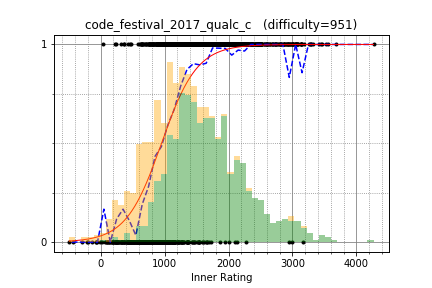 code_festival_2017_qualc_c   (difficulty=951)
1
0
0 1000 2000 3000 4000
Inner Rating